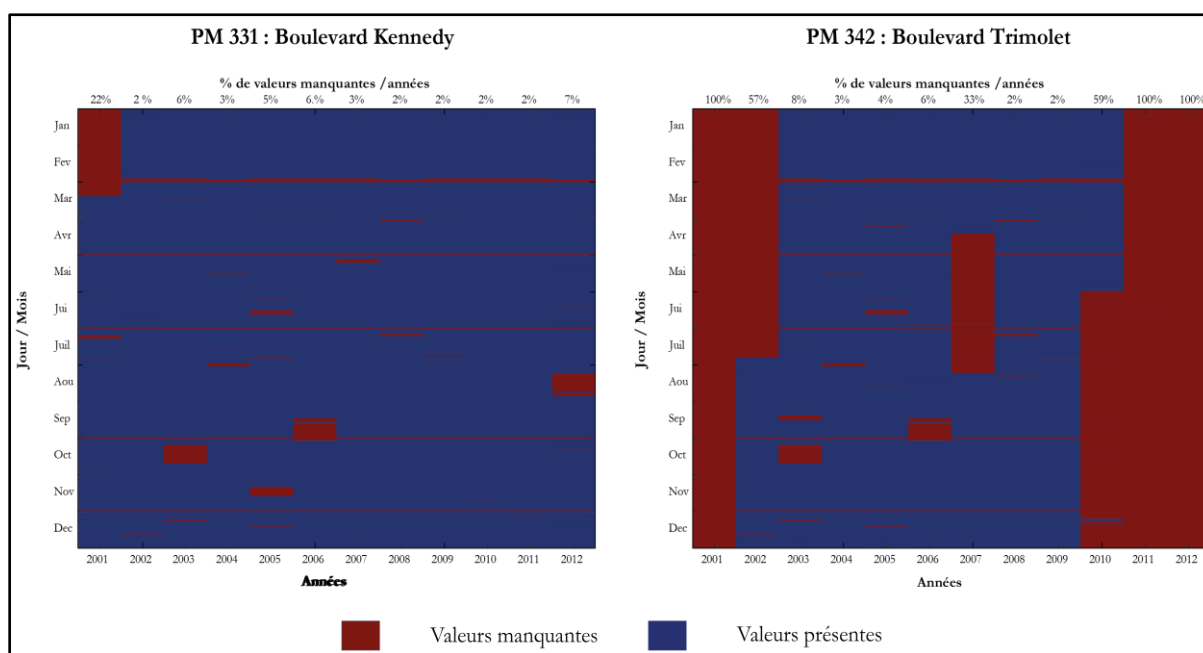 PM 331 : Boulevard Kennedy
% de valeurs manquantes /années
22% 2 % 6% 3% 5% 6% 3% 2% 2% 2% 2% 7%
Jan
Fev
Mar
Avr
Mai
Jui
Juil
Aou
Sep
Oct
Nov
Dec
Jour / Mois
2001 2002 2003 2004 2005 2006 2007 2008 2009 2010 2011 2012
Années
PM 342 : Boulevard Trimolet
% de valeurs manquantes /années
100% 57% 8% 3% 4% 6% 33% 2% 2% 59% 100% 100%
Jan
Fev
Mar
Avr
Mai
Jui
Juil
Aou
Sep
Oct
Nov
Dec
Jour / Mois
2001 2002 2003 2004 2005 2006 2007 2008 2009 2010 2011 2012
Années
Valeurs manquantes
Valeurs présentes